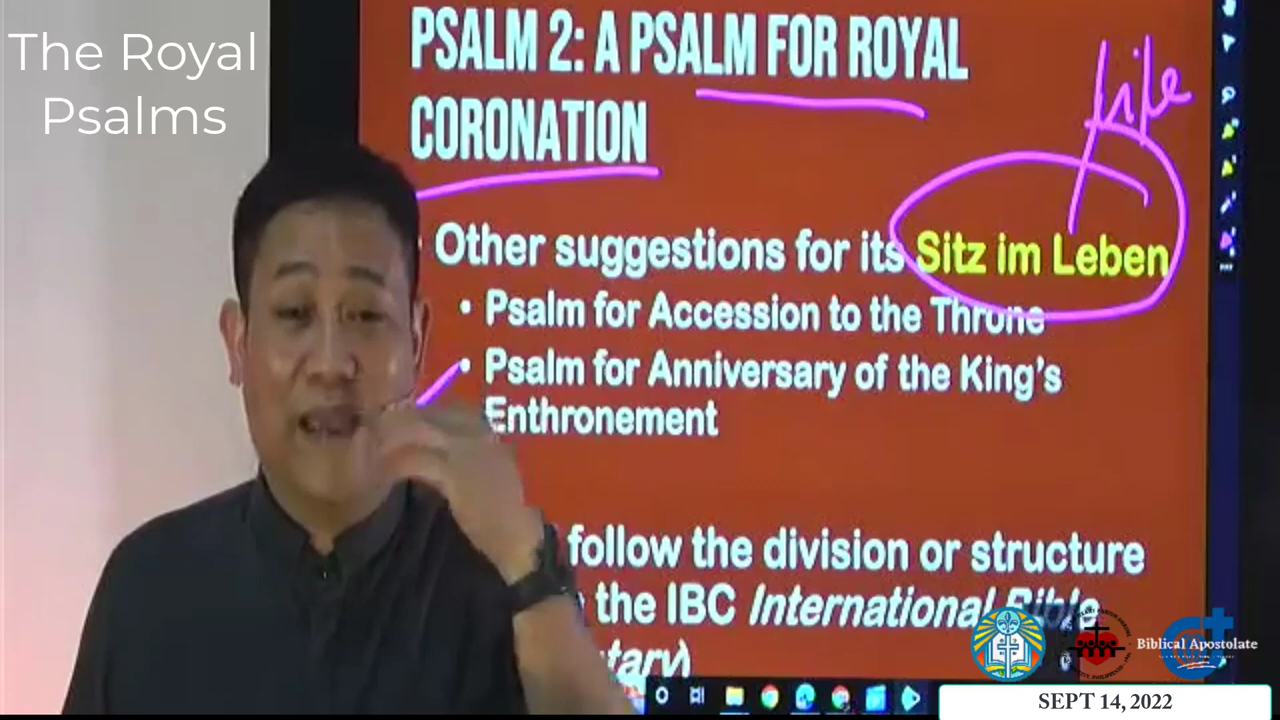 The Royal
Psalms
PSALM 2: A PSALM FOR ROYAL
CORONATION
life
Other suggestions for its Sitz im Leben
• Psalm for Accession to the Throne
• Psalm for Anniversary of the King's
Enthronement
follow the division or structure
the IBC International Bible
tary)
Biblical Apostolate
SEPT 14, 2022